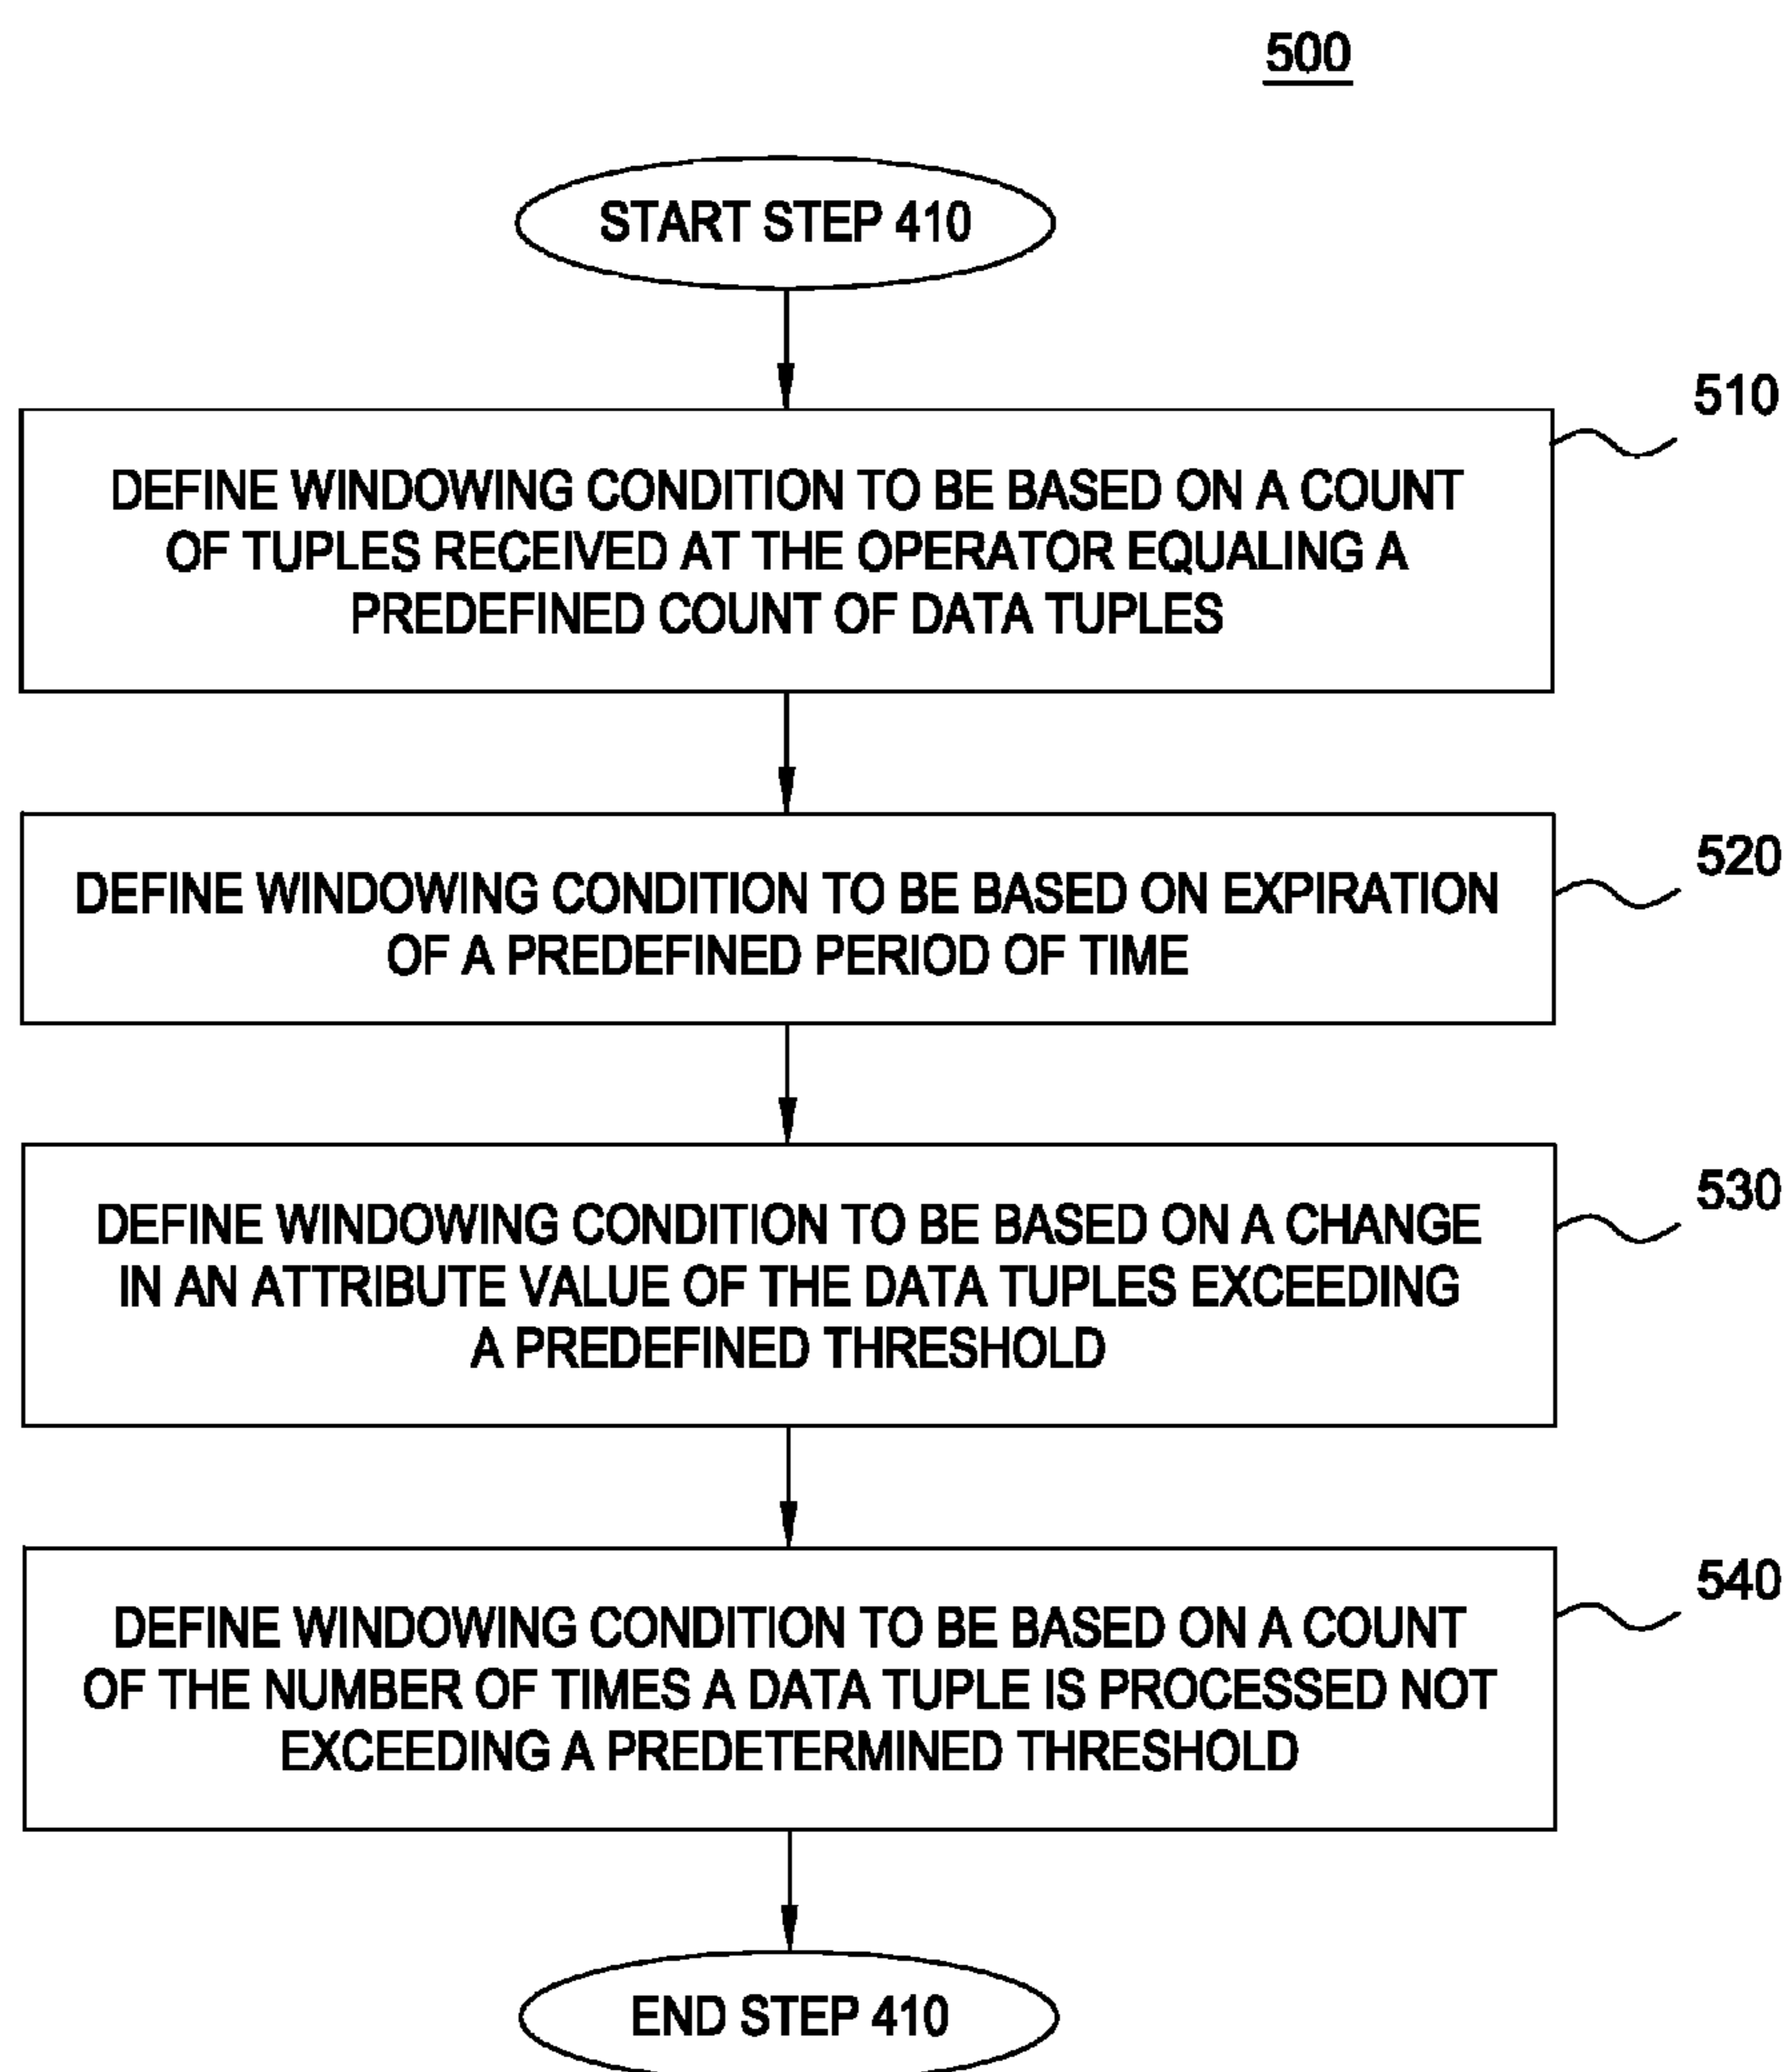 500
START STEP 410
510
DEFINE WINDOWING CONDITION TO BE BASED ON A COUNT
OF TUPLES RECEIVED AT THE OPERATOR EQUALING A
PREDEFINED COUNT OF DATA TUPLES
520
DEFINE WINDOWING CONDITION TO BE BASED ON EXPIRATION
OF A PREDEFINED PERIOD OF TIME
530
DEFINE WINDOWING CONDITION TO BE BASED ON A CHANGE
IN AN ATTRIBUTE VALUE OF THE DATA TUPLES EXCEEDING
A PREDEFINED THRESHOLD
540
DEFINE WINDOWING CONDITION TO BE BASED ON A COUNT
OF THE NUMBER OF TIMES A DATA TUPLE IS PROCESSED NOT
EXCEEDING A PREDETERMINED THRESHOLD
END STEP 410